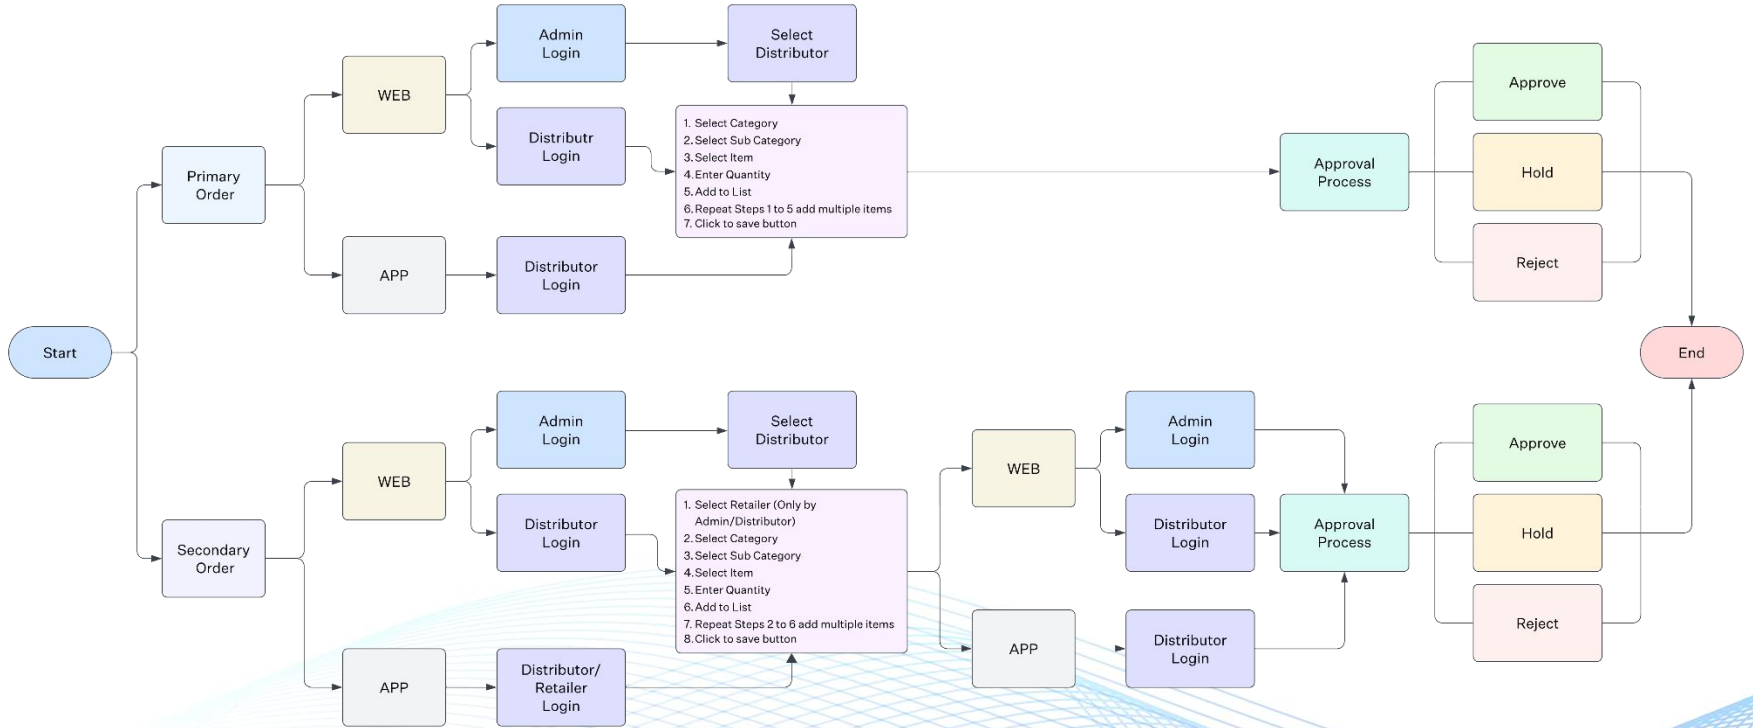 Start
Primary
Order
WEB
Admin
Login
Select
Distributor
Distributr
Login
APP
Distributor
Login
1. Select Category
2. Select Sub Category
3. Select Item
4. Enter Quantity
5. Add to List
6. Repeat Steps 1 to 5 add multiple items
7. Click to save button
Approval
Process
Approve
Hold
Reject
End
Secondary
Order
WEB
Admin
Login
Select
Distributor
Distributor
Login
APP
Distributor/
Retailer
Login
1. Select Retailer (Only by
Admin/Distributor)
2. Select Category
3. Select Sub Category
4. Select Item
5. Enter Quantity
6. Add to List
7. Repeat Steps 2 to 6 add multiple items
8. Click to save button
WEB
Admin
Login
Distributor
Login
APP
Distributor
Login
Approval
Process
Approve
Hold
Reject